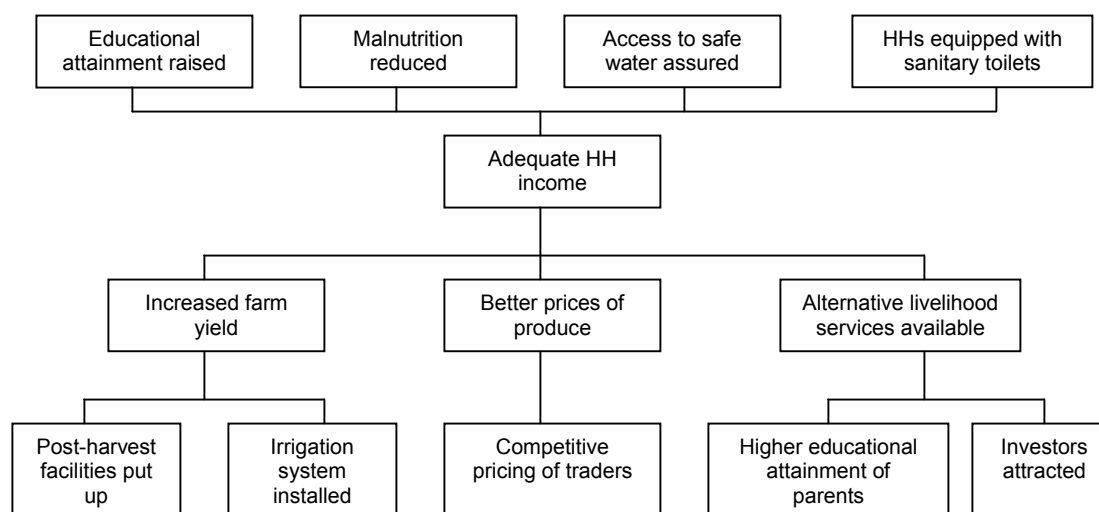 Educational
attainment raised
Malnutrition
reduced
Access to safe
water assured
HHs equipped with
sanitary toilets
Adequate HH
income
Increased farm
yield
Better prices of
produce
Alternative livelihood
services available
Post-harvest
facilities put
up
Irrigation
system
installed
Competitive
pricing of traders
Higher educational
attainment of
parents
Investors
attracted